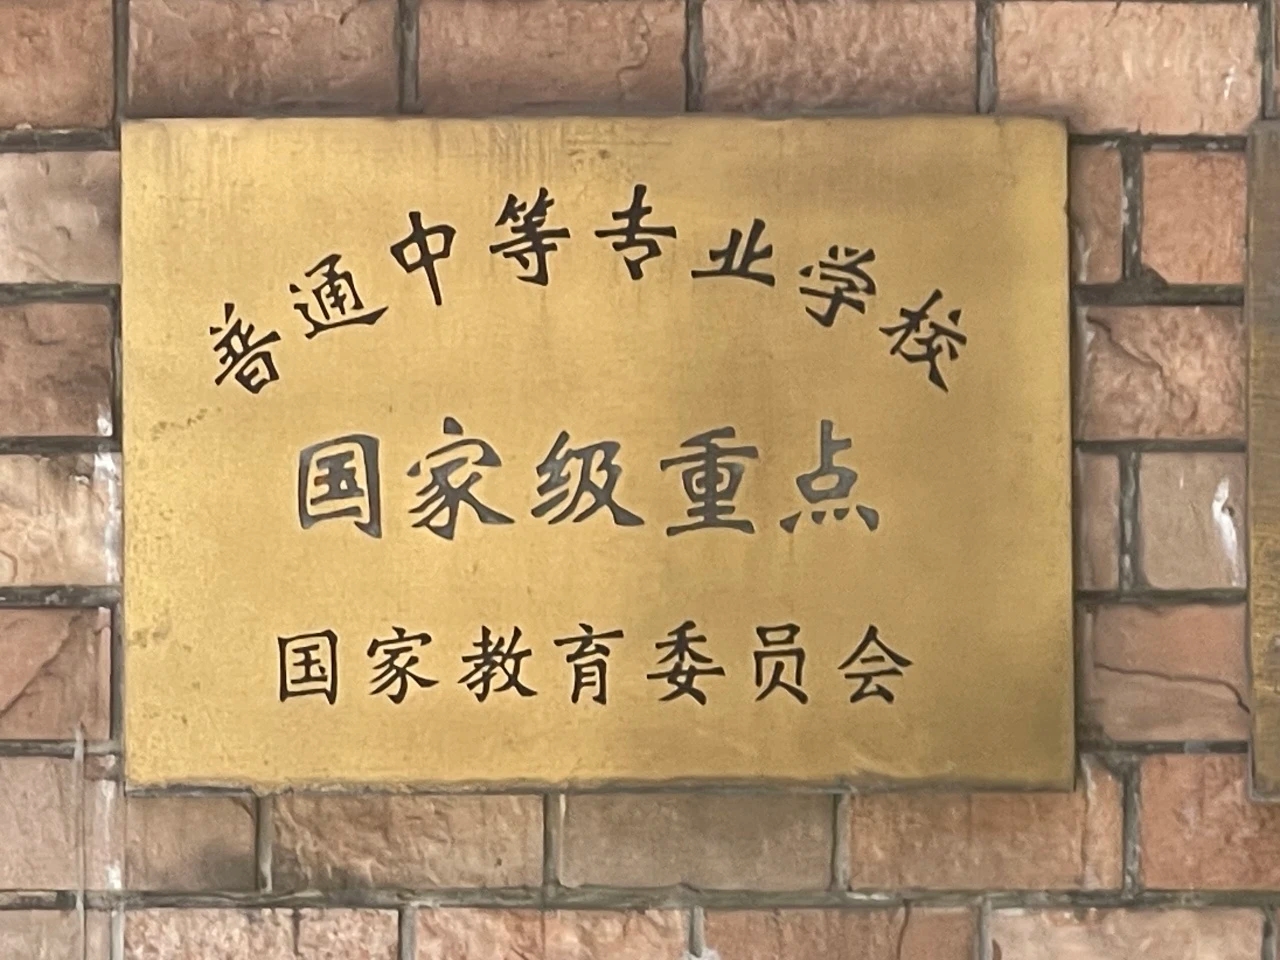 普通中等专业学校
国家级重点
国家教育委员会